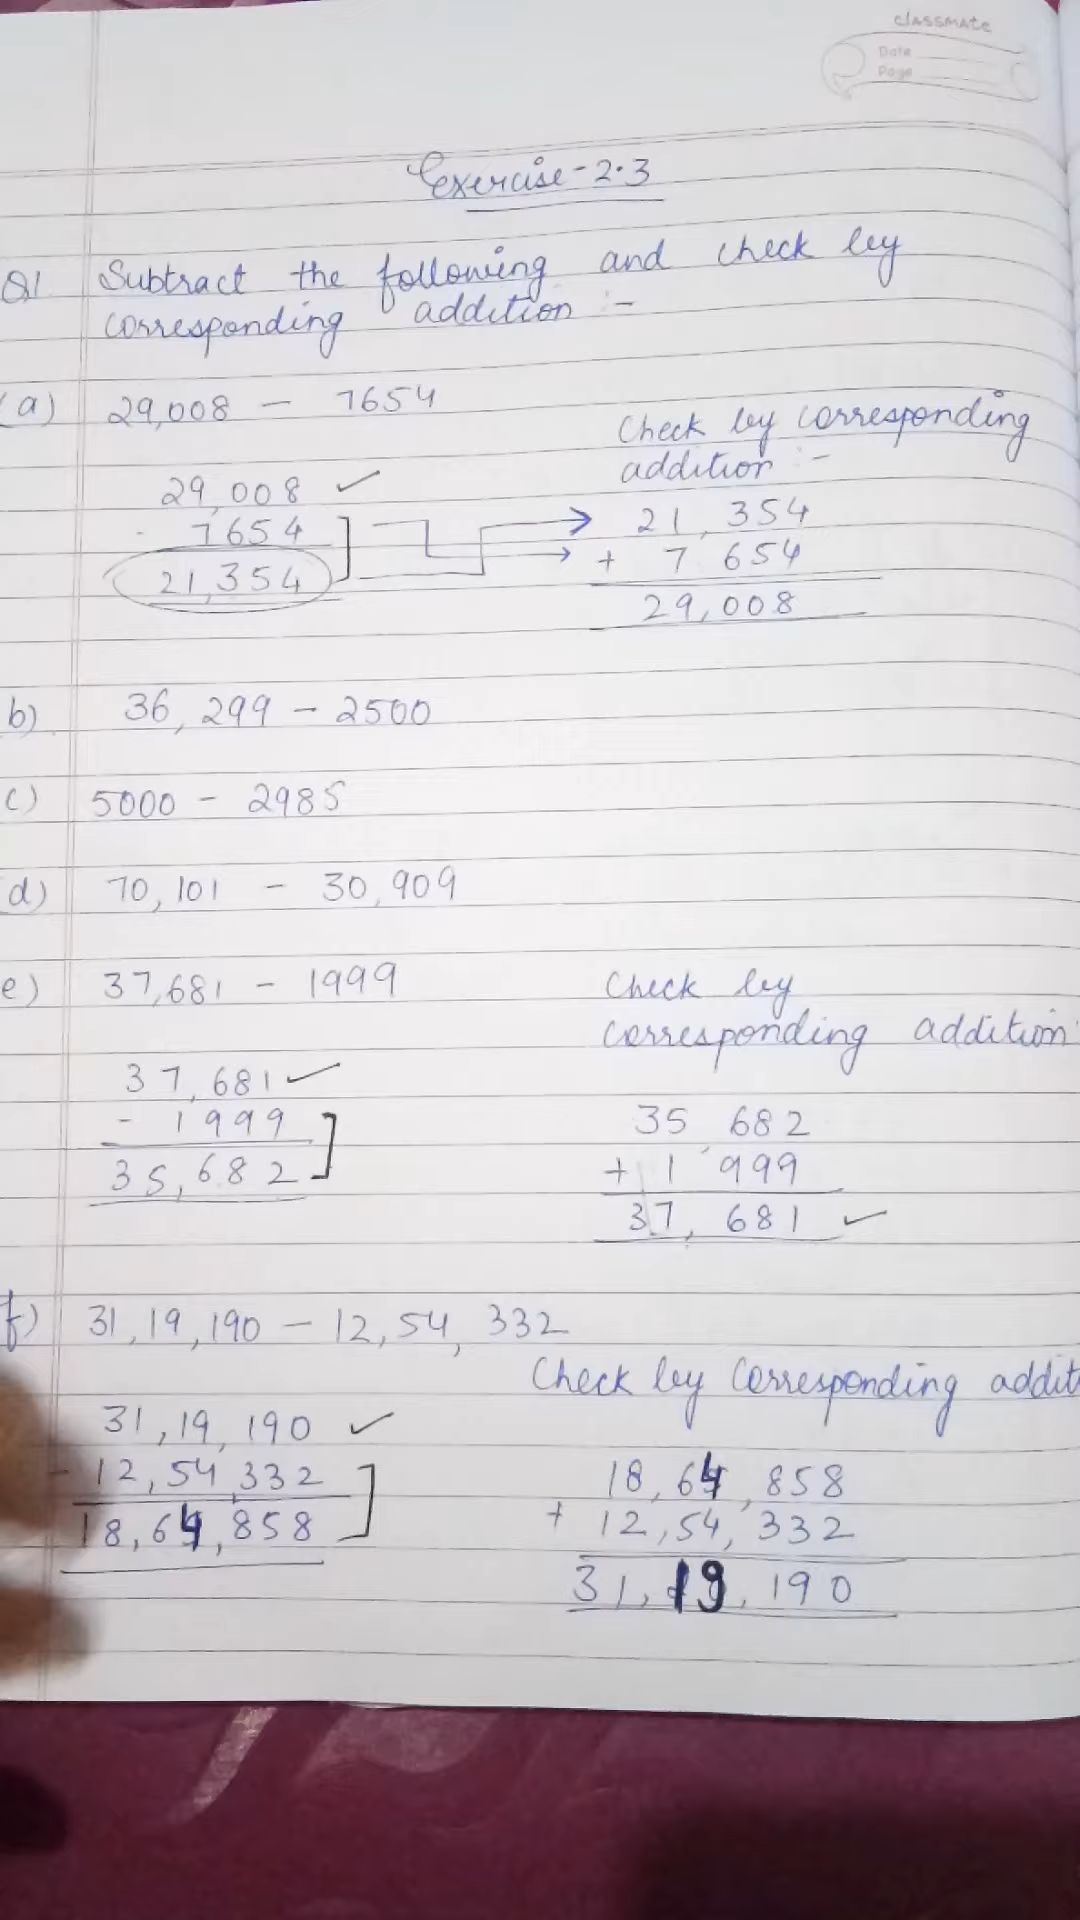 classmate
Date
Page
Exercise - 2.3
Q1 Subtract the following and check by
corresponding addition :-
(a) 29,008 - 7654
Check by corresponding
addition :-
29,008 ✓
- 7654
21,354
21,354
+ 7 654
29,008
b) 36,299 - 2500
c) 5000 - 2985
d) 70,101 - 30,909
e) 37,681 - 1999
Check by
corresponding addition
37,681 ✓
- 1999
35,682
35,682
+ 1 999
37,681 ✓
f) 31,19,190 - 12,54,332
Check by Corresponding addit
31,19,190 ✓
- 12,54,332
18,64,858
18,64,858
+ 12,54,332
31,19,190